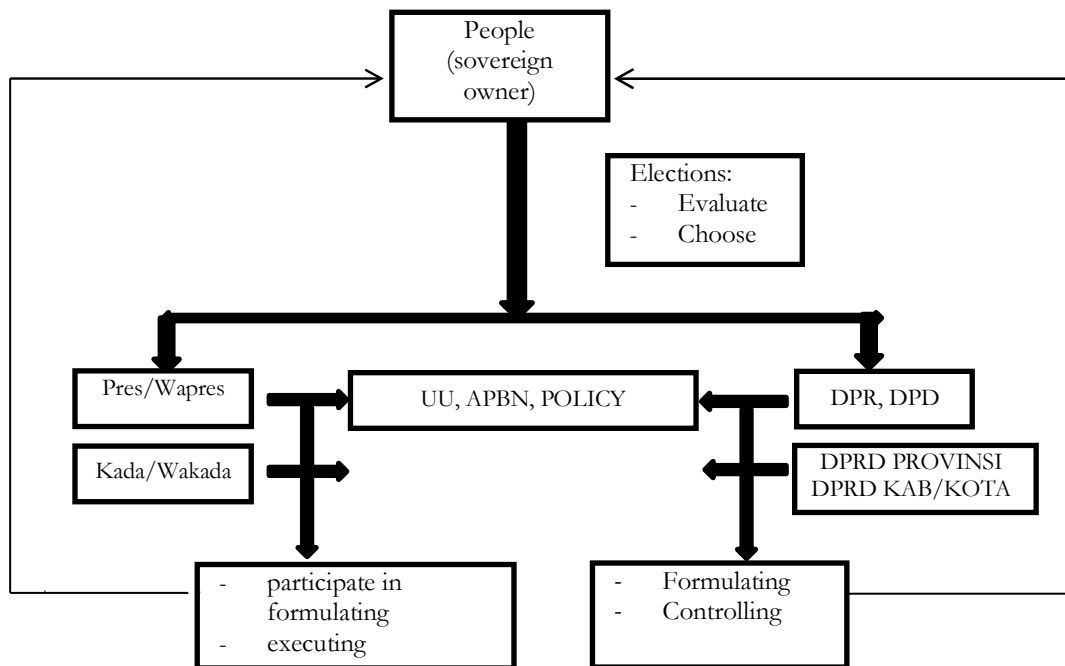 People
(sovereign
owner)
Elections:
- Evaluate
- Choose
Pres/Wapres
UU, APBN, POLICY
DPR, DPD
Kada/Wakada
DPRD PROVINSI
DPRD KAB/KOTA
- participate in
formulating
- executing
- Formulating
- Controlling